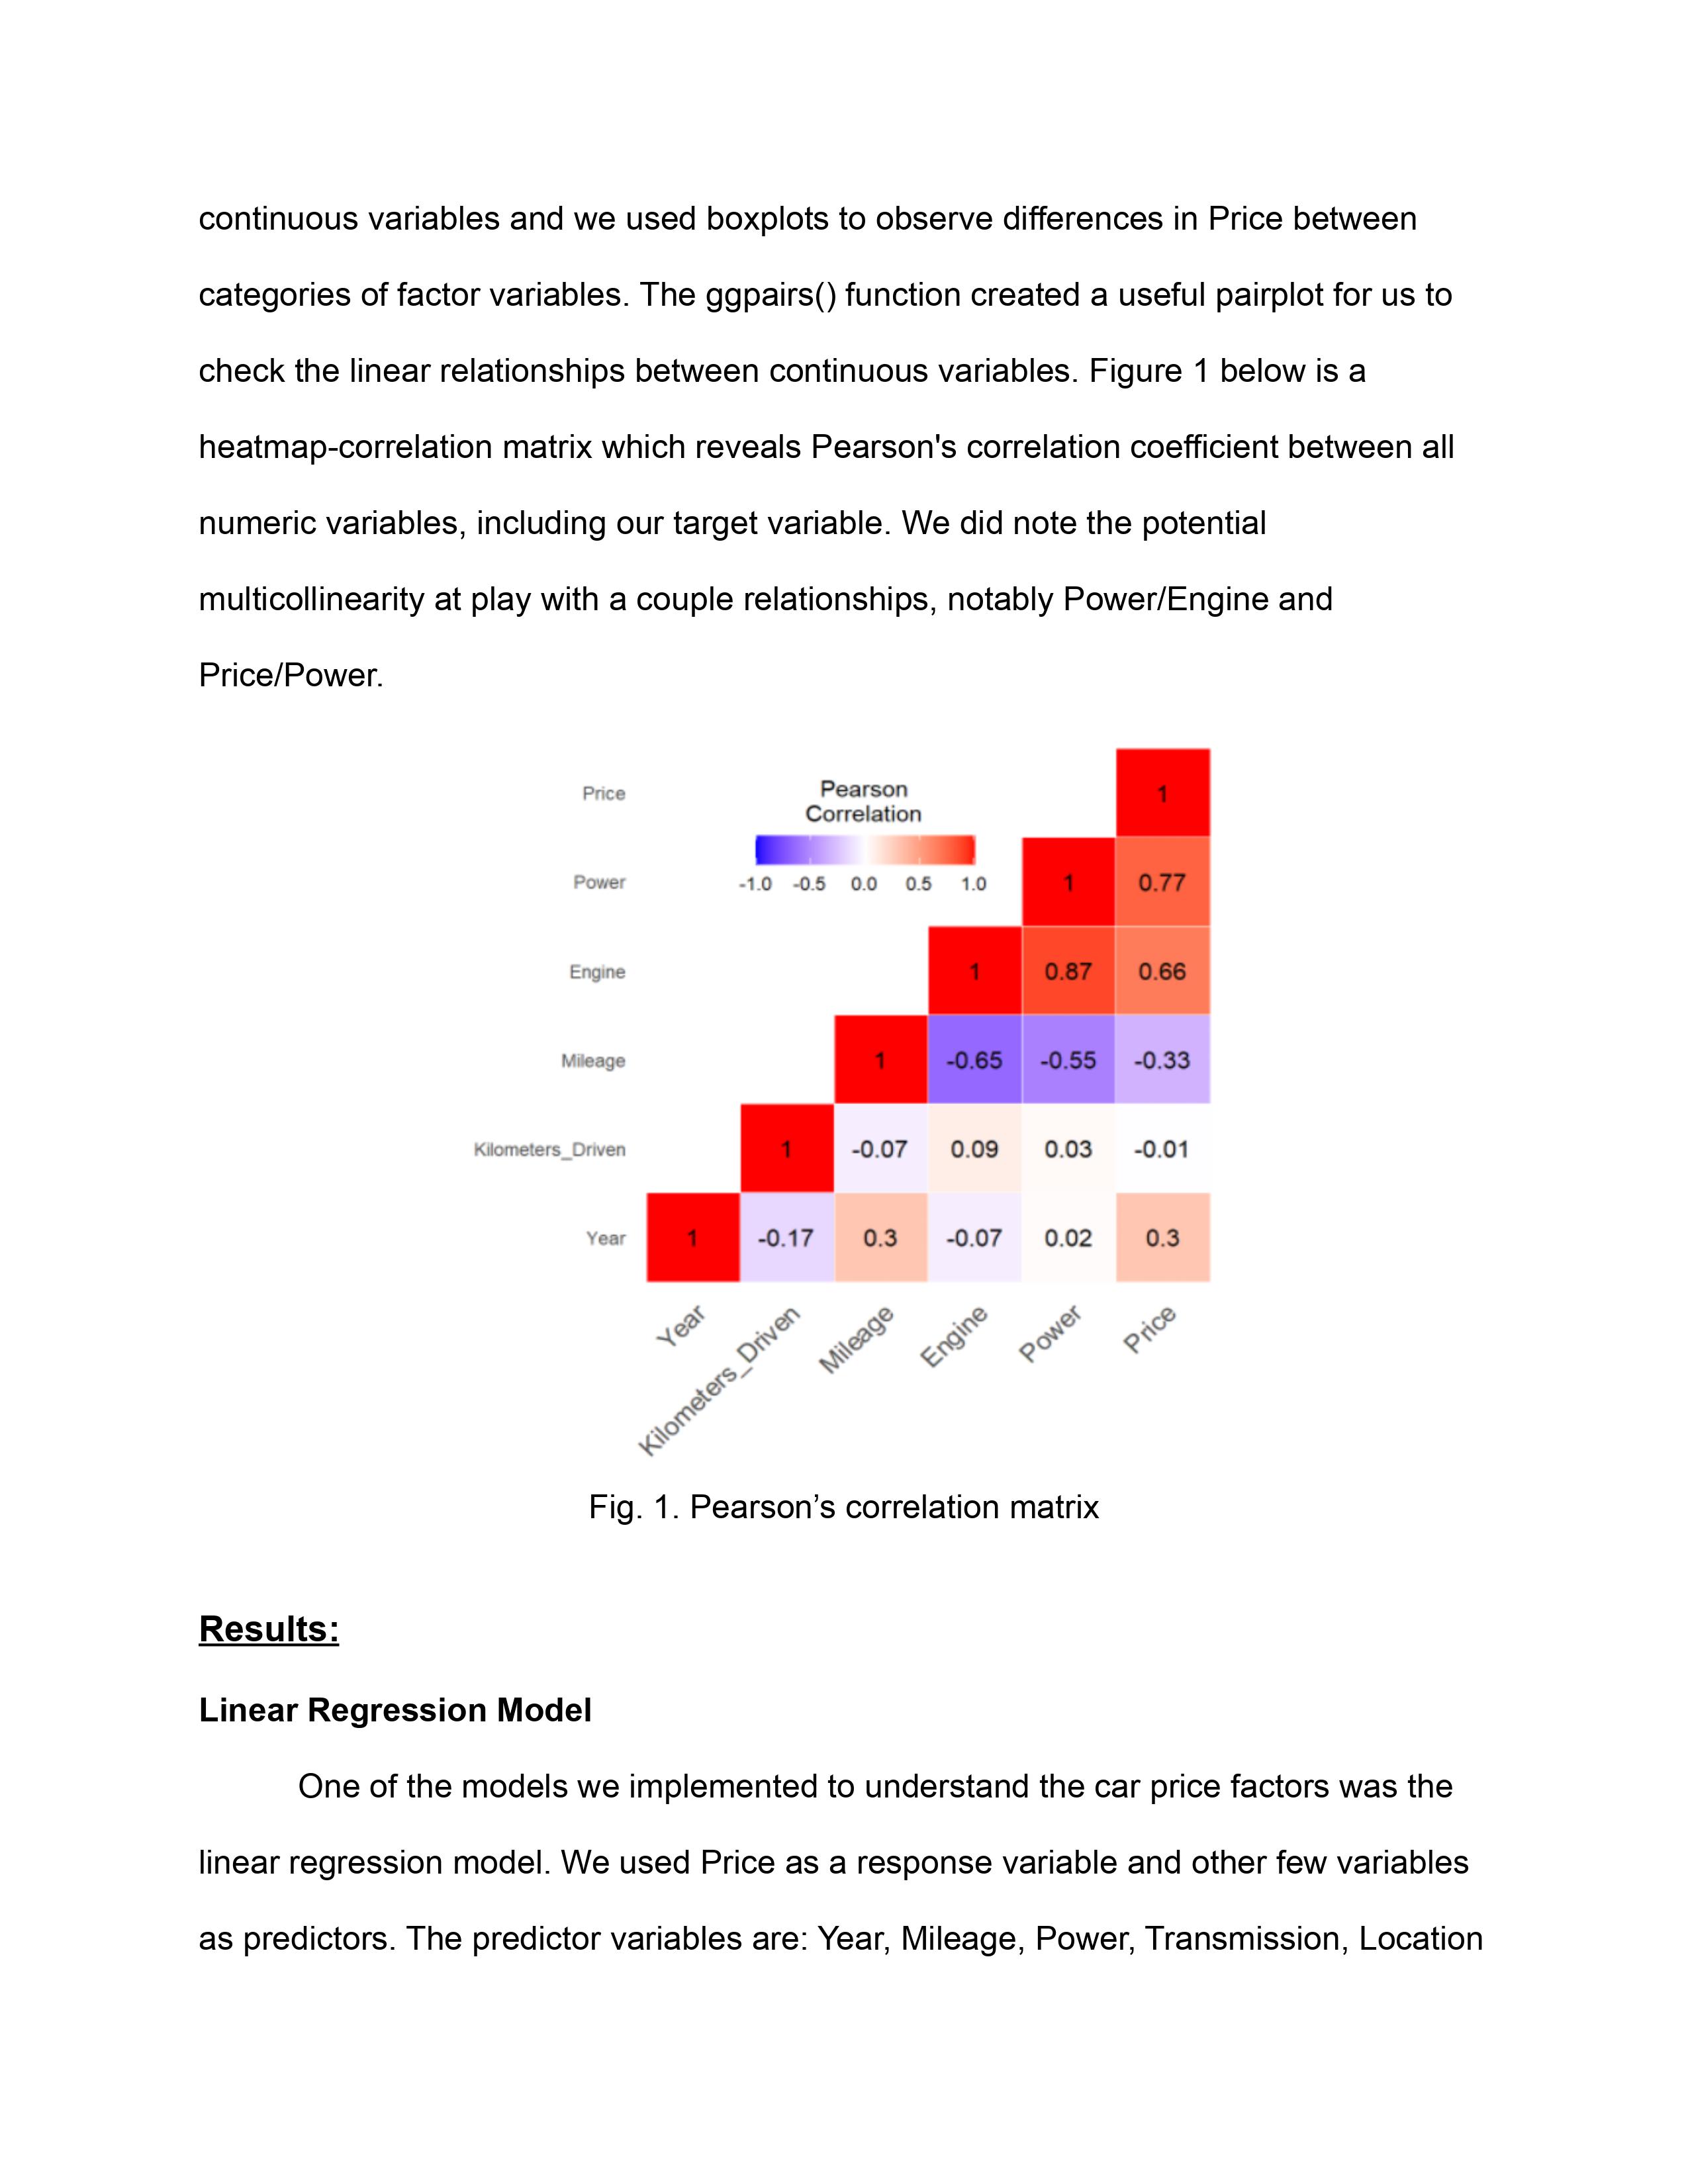 continuous variables and we used boxplots to observe differences in Price between
categories of factor variables. The ggpairs() function created a useful pairplot for us to
check the linear relationships between continuous variables. Figure 1 below is a
heatmap-correlation matrix which reveals Pearson's correlation coefficient between all
numeric variables, including our target variable. We did note the potential
multicollinearity at play with a couple relationships, notably Power/Engine and
Price/Power.
Pearson
Correlation
-1.0 -0.5 0.0 0.5 1.0
Price 1
Power 1 0.77
Engine 1 0.87 0.66
Mileage 1 -0.65 -0.55 -0.33
Kilometers_Driven 1 -0.07 0.09 0.03 -0.01
Year 1 -0.17 0.3 -0.07 0.02 0.3
Year Kilometers_Driven Mileage Engine Power Price
Fig. 1. Pearson’s correlation matrix
Results:
Linear Regression Model
One of the models we implemented to understand the car price factors was the
linear regression model. We used Price as a response variable and other few variables
as predictors. The predictor variables are: Year, Mileage, Power, Transmission, Location